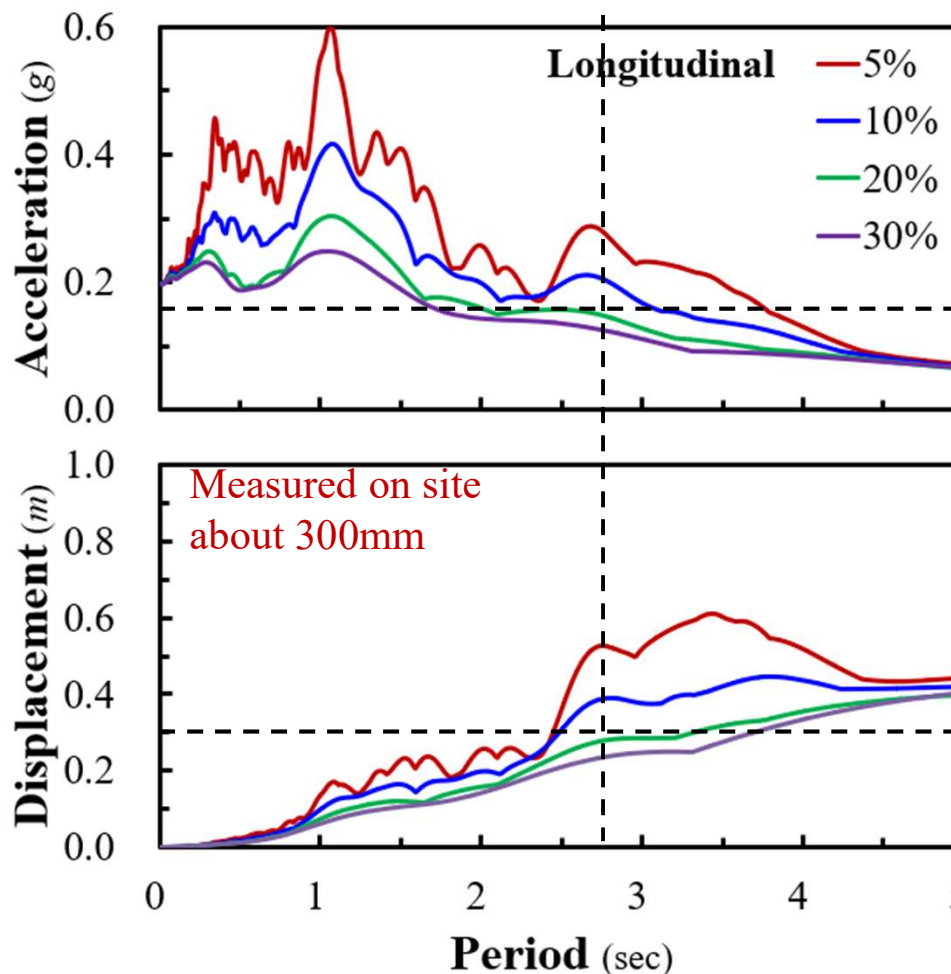 0.6
Longitudinal
5%
10%
20%
30%
Acceleration (g)
0.4
0.2
0.0
1.0
Measured on site
about 300mm
Displacement (m)
0.8
0.6
0.4
0.2
0.0
0 1 2 3 4
Period (sec)